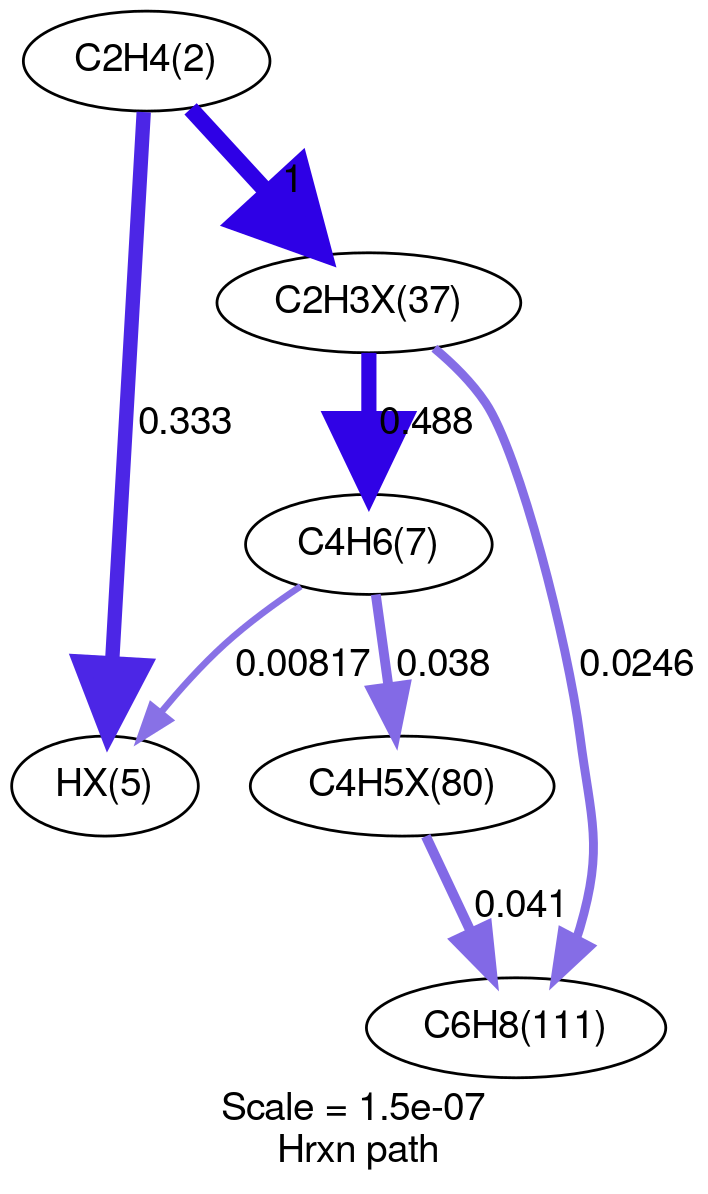 C2H4(2)
1
C2H3X(37)
0.333
0.488
C4H6(7)
0.00817
0.038
0.0246
HX(5)
C4H5X(80)
0.041
C6H8(111)
Scale = 1.5e-07
Hrxn path